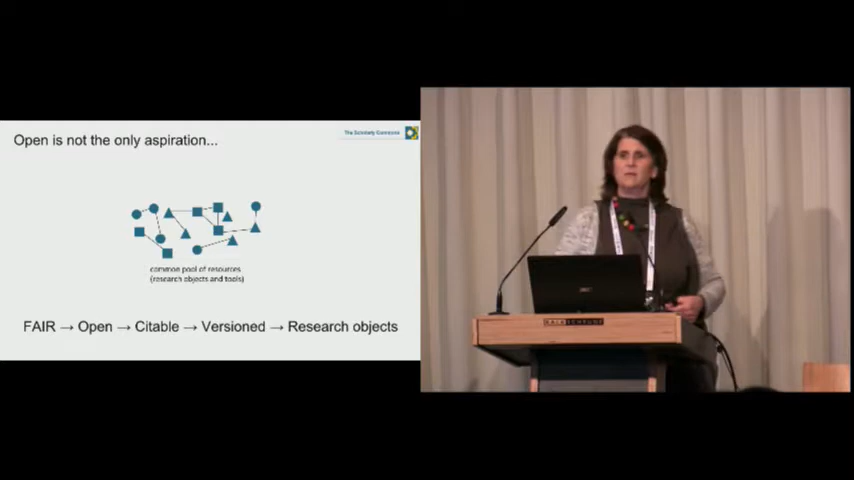 Open is not the only aspiration...
The Scholarly Commons
common pool of resources
(research objects and tools)
FAIR → Open → Citable → Versioned → Research objects